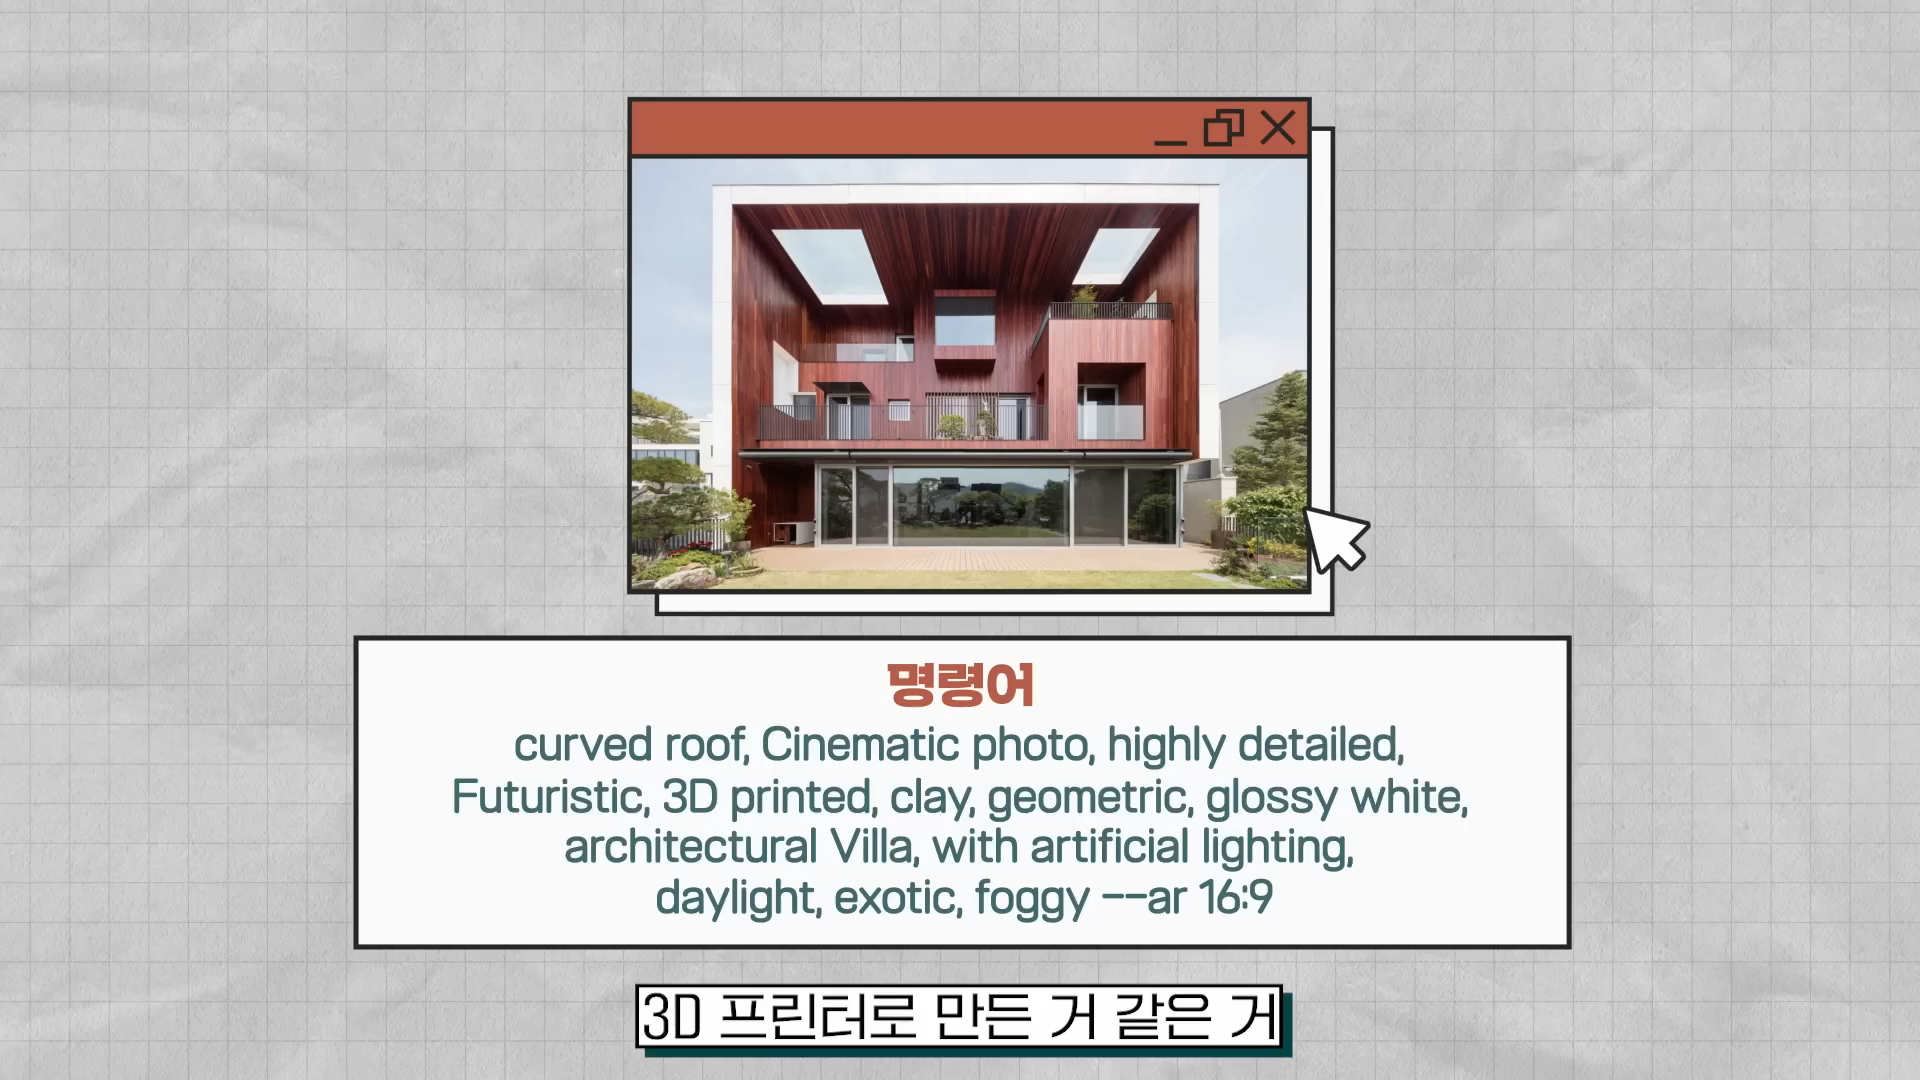 명령어
curved roof, Cinematic photo, highly detailed,
Futuristic, 3D printed, clay, geometric, glossy white,
architectural Villa, with artificial lighting,
daylight, exotic, foggy --ar 16:9
3D 프린터로 만든 거 같은 거